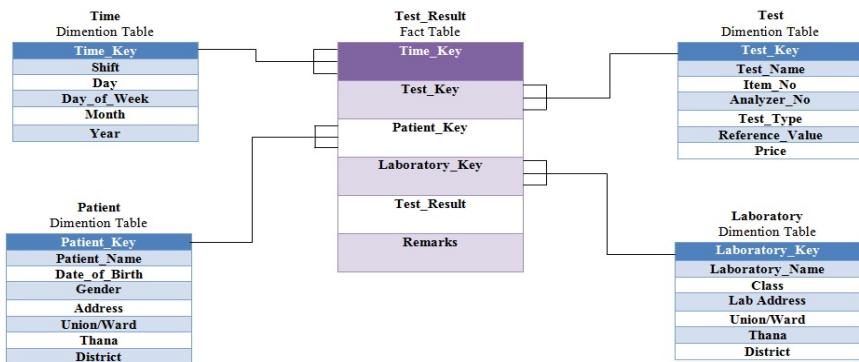 Time
Dimention Table
Time_Key
Shift
Day
Day_of_Week
Month
Year
Test_Result
Fact Table
Time_Key
Test_Key
Patient_Key
Laboratory_Key
Test_Result
Remarks
Test
Dimention Table
Test_Key
Test_Name
Item_No
Analyzer_No
Test_Type
Reference_Value
Price
Patient
Dimention Table
Patient_Key
Patient_Name
Date_of_Birth
Gender
Address
Union/Ward
Thana
District
Laboratory
Dimention Table
Laboratory_Key
Laboratory_Name
Class
Lab Address
Union/Ward
Thana
District